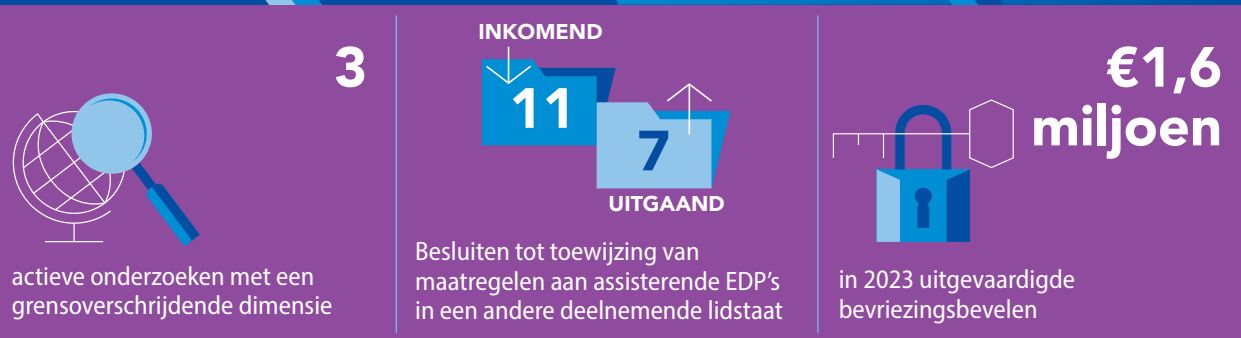 3
actieve onderzoeken met een
grensoverschrijdende dimensie
INKOMEND
11
7
UITGAAND
Besluiten tot toewijzing van
maatregelen aan assisterende EDP's
in een andere deelnemende lidstaat
€1,6
miljoen
in 2023 uitgevaardigde
bevriezingsbevelen